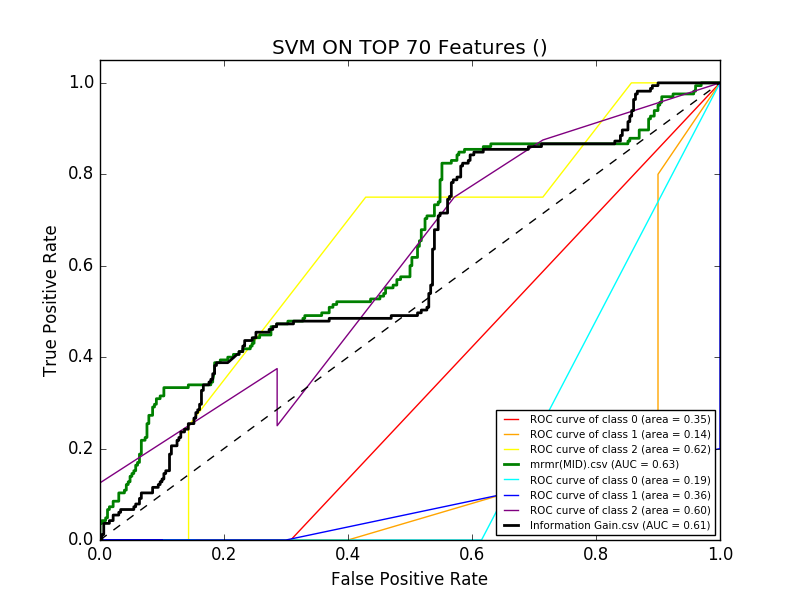 SVM ON TOP 70 Features ()
True Positive Rate
1.0
0.8
0.6
0.4
0.2
0.0
ROC curve of class 0 (area = 0.35)
ROC curve of class 1 (area = 0.14)
ROC curve of class 2 (area = 0.62)
mrmr(MID).csv (AUC = 0.63)
ROC curve of class 0 (area = 0.19)
ROC curve of class 1 (area = 0.36)
ROC curve of class 2 (area = 0.60)
Information Gain.csv (AUC = 0.61)
0.0 0.2 0.4 0.6 0.8 1.0
False Positive Rate